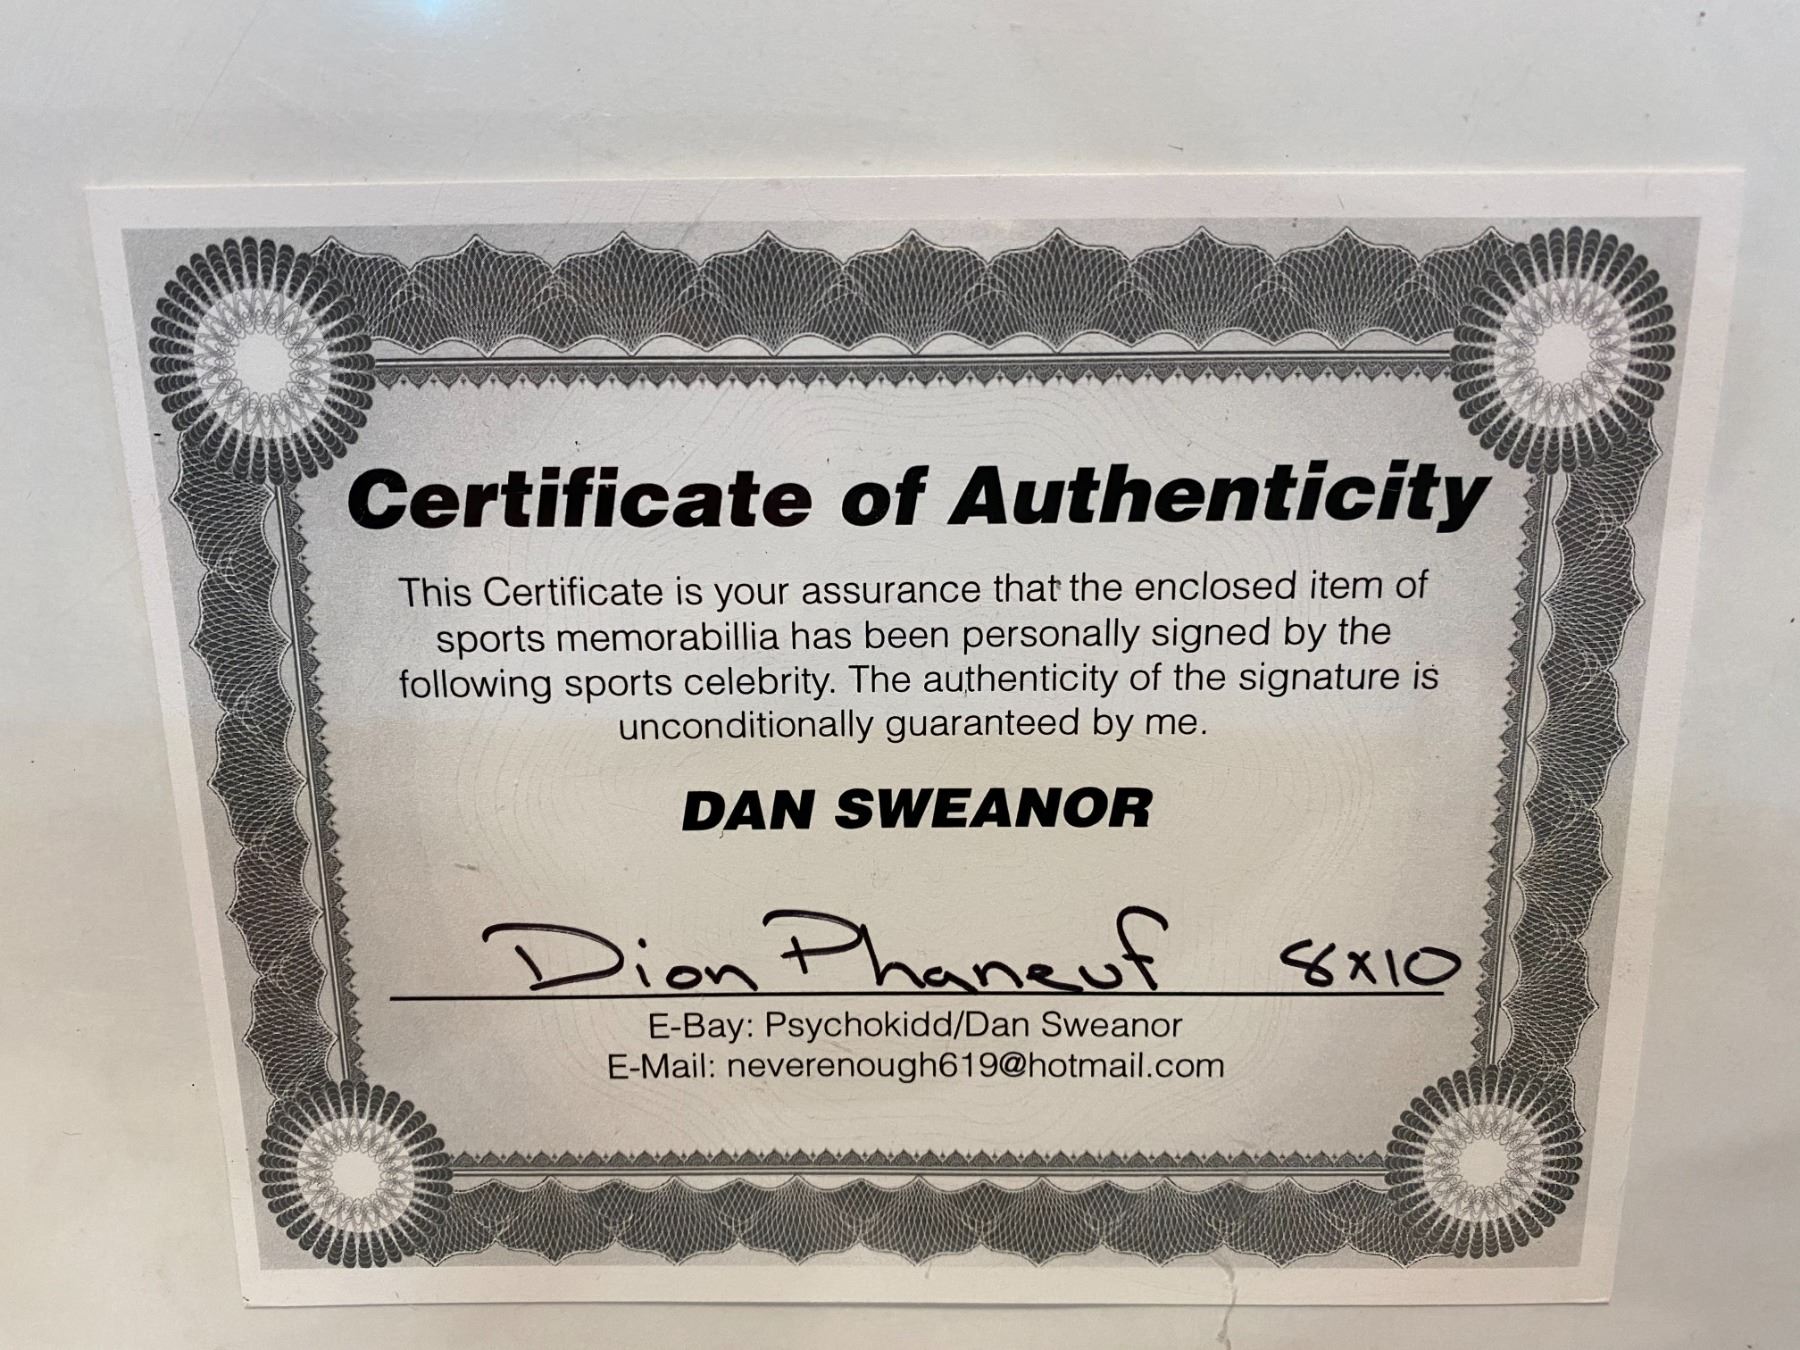 Certificate of Authenticity
This Certificate is your assurance that the enclosed item of
sports memorabillia has been personally signed by the
following sports celebrity. The authenticity of the signature is
unconditionally guaranteed by me.
DAN SWEANOR
Dion Phaneuf 8x10
E-Bay: Psychokidd/Dan Sweanor
E-Mail: neverenough619@hotmail.com